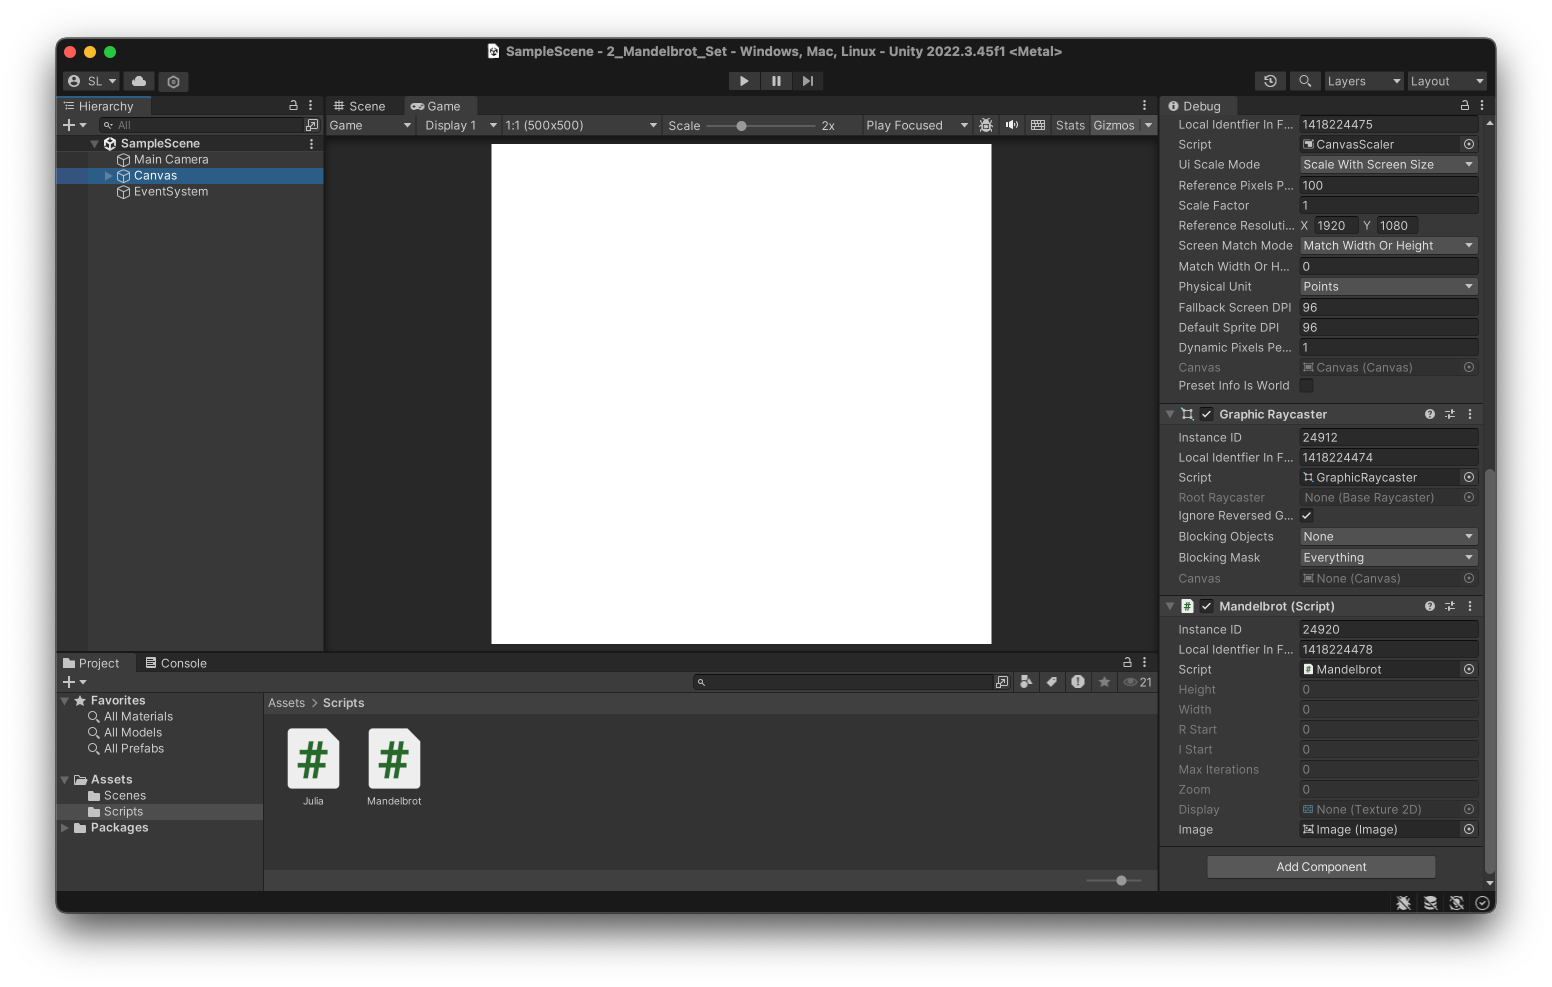 SampleScene - 2_Mandelbrot_Set - Windows, Mac, Linux - Unity 2022.3.45f1 <Metal>
SL
Layers
Layout
Hierarchy
All
SampleScene
Main Camera
Canvas
EventSystem
Scene
Game
Game
Display 1
1:1 (500x500)
Scale
2x
Play Focused
Stats
Gizmos
Debug
Local Identfier In F...
1418224475
Script
CanvasScaler
Ui Scale Mode
Scale With Screen Size
Reference Pixels P...
100
Scale Factor
1
Reference Resoluti...
X 1920 Y 1080
Screen Match Mode
Match Width Or Height
Match Width Or H...
0
Physical Unit
Points
Fallback Screen DPI
96
Default Sprite DPI
96
Dynamic Pixels Pe...
1
Canvas
Canvas (Canvas)
Preset Info Is World
Graphic Raycaster
Instance ID
24912
Local Identfier In F...
1418224474
Script
GraphicRaycaster
Root Raycaster
None (Base Raycaster)
Ignore Reversed G...
Blocking Objects
None
Blocking Mask
Everything
Canvas
None (Canvas)
# Mandelbrot (Script)
Instance ID
24920
Local Identfier In F...
1418224478
Script
# Mandelbrot
Height
0
Width
0
R Start
0
I Start
0
Max Iterations
0
Zoom
0
Display
None (Texture 2D)
Image
Image (Image)
Add Component
Project
Console
21
Favorites
All Materials
All Models
All Prefabs
Assets
Scenes
Scripts
Packages
Assets > Scripts
#
Julia
#
Mandelbrot